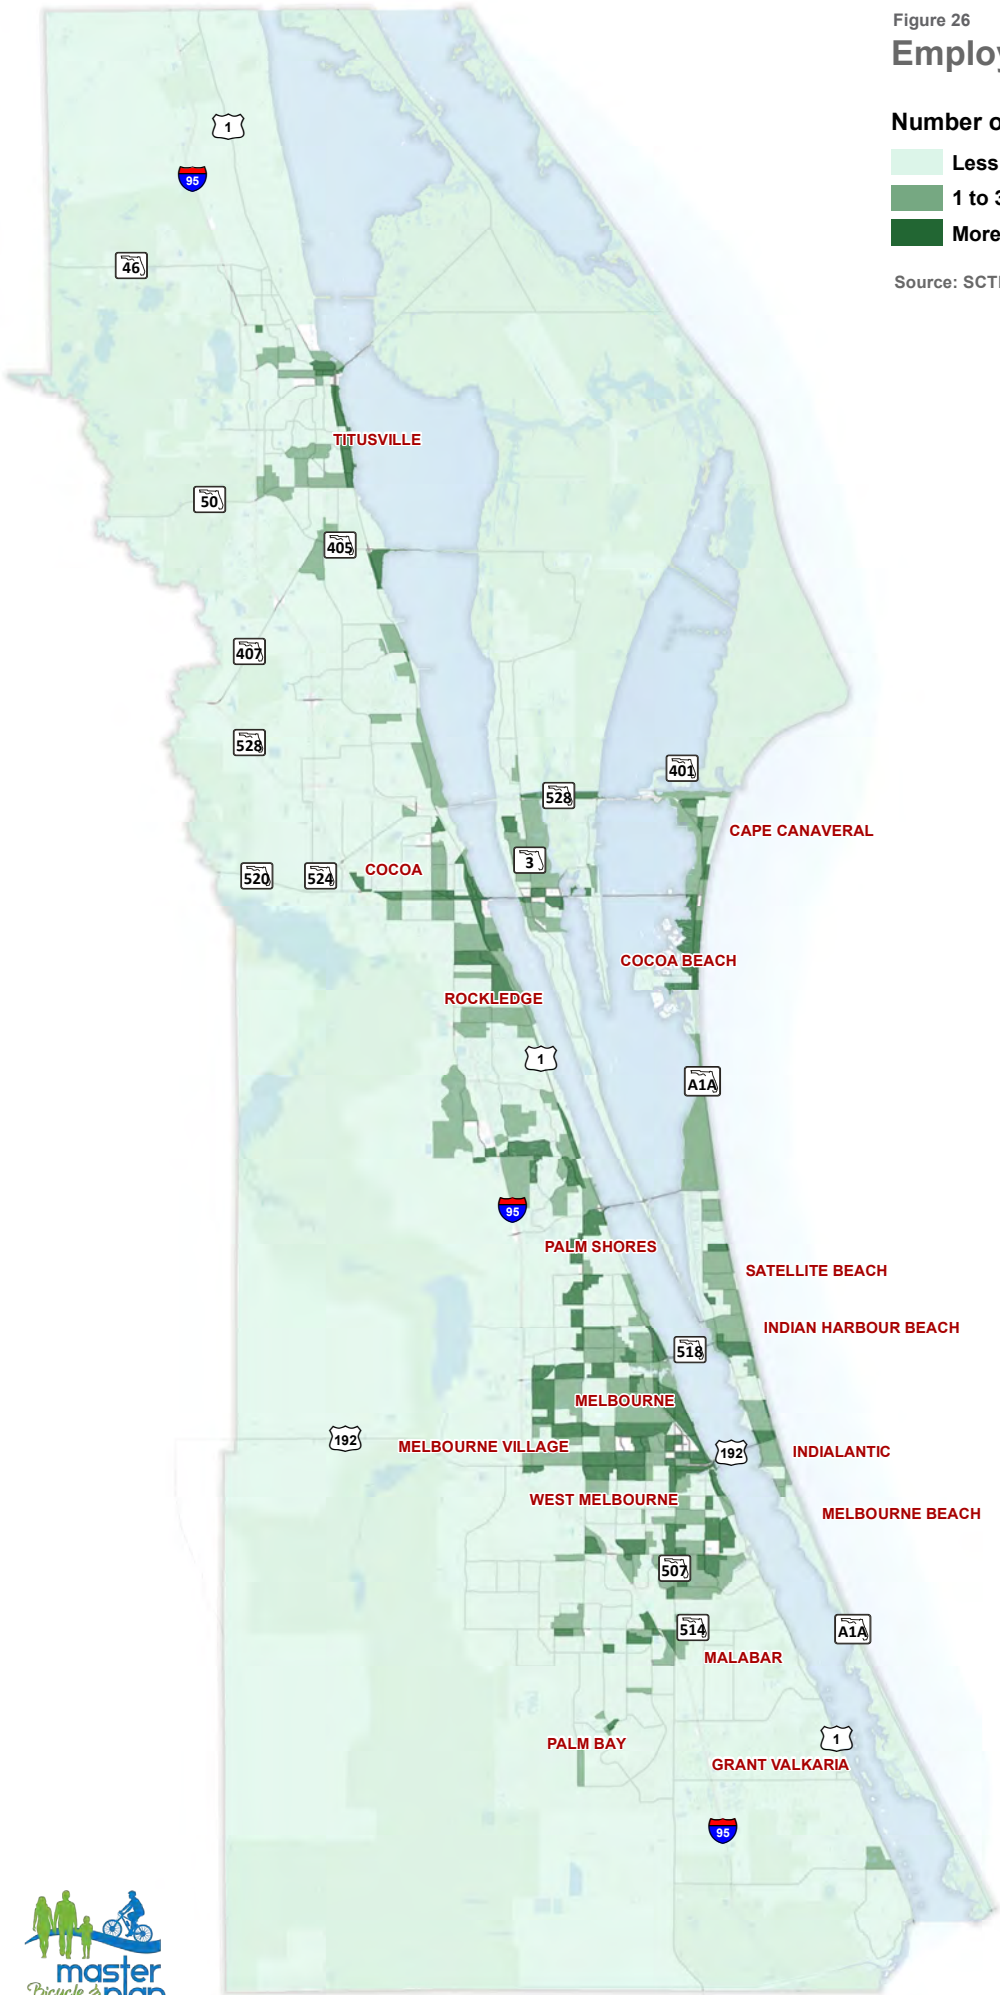 Figure 26
Employ
Number o
Less
1 to 3
More
Source: SCT
1
95
46
TITUSVILLE
50
405
407
528
401
528
CAPE CANAVERAL
3
COCOA
520
524
COCOA BEACH
ROCKLEDGE
1
A1A
95
PALM SHORES
SATELLITE BEACH
INDIAN HARBOUR BEACH
518
MELBOURNE
192
MELBOURNE VILLAGE
192
INDIALANTIC
WEST MELBOURNE
MELBOURNE BEACH
507
514
A1A
MALABAR
1
PALM BAY
GRANT VALKARIA
95
master
Bicycle &
plan